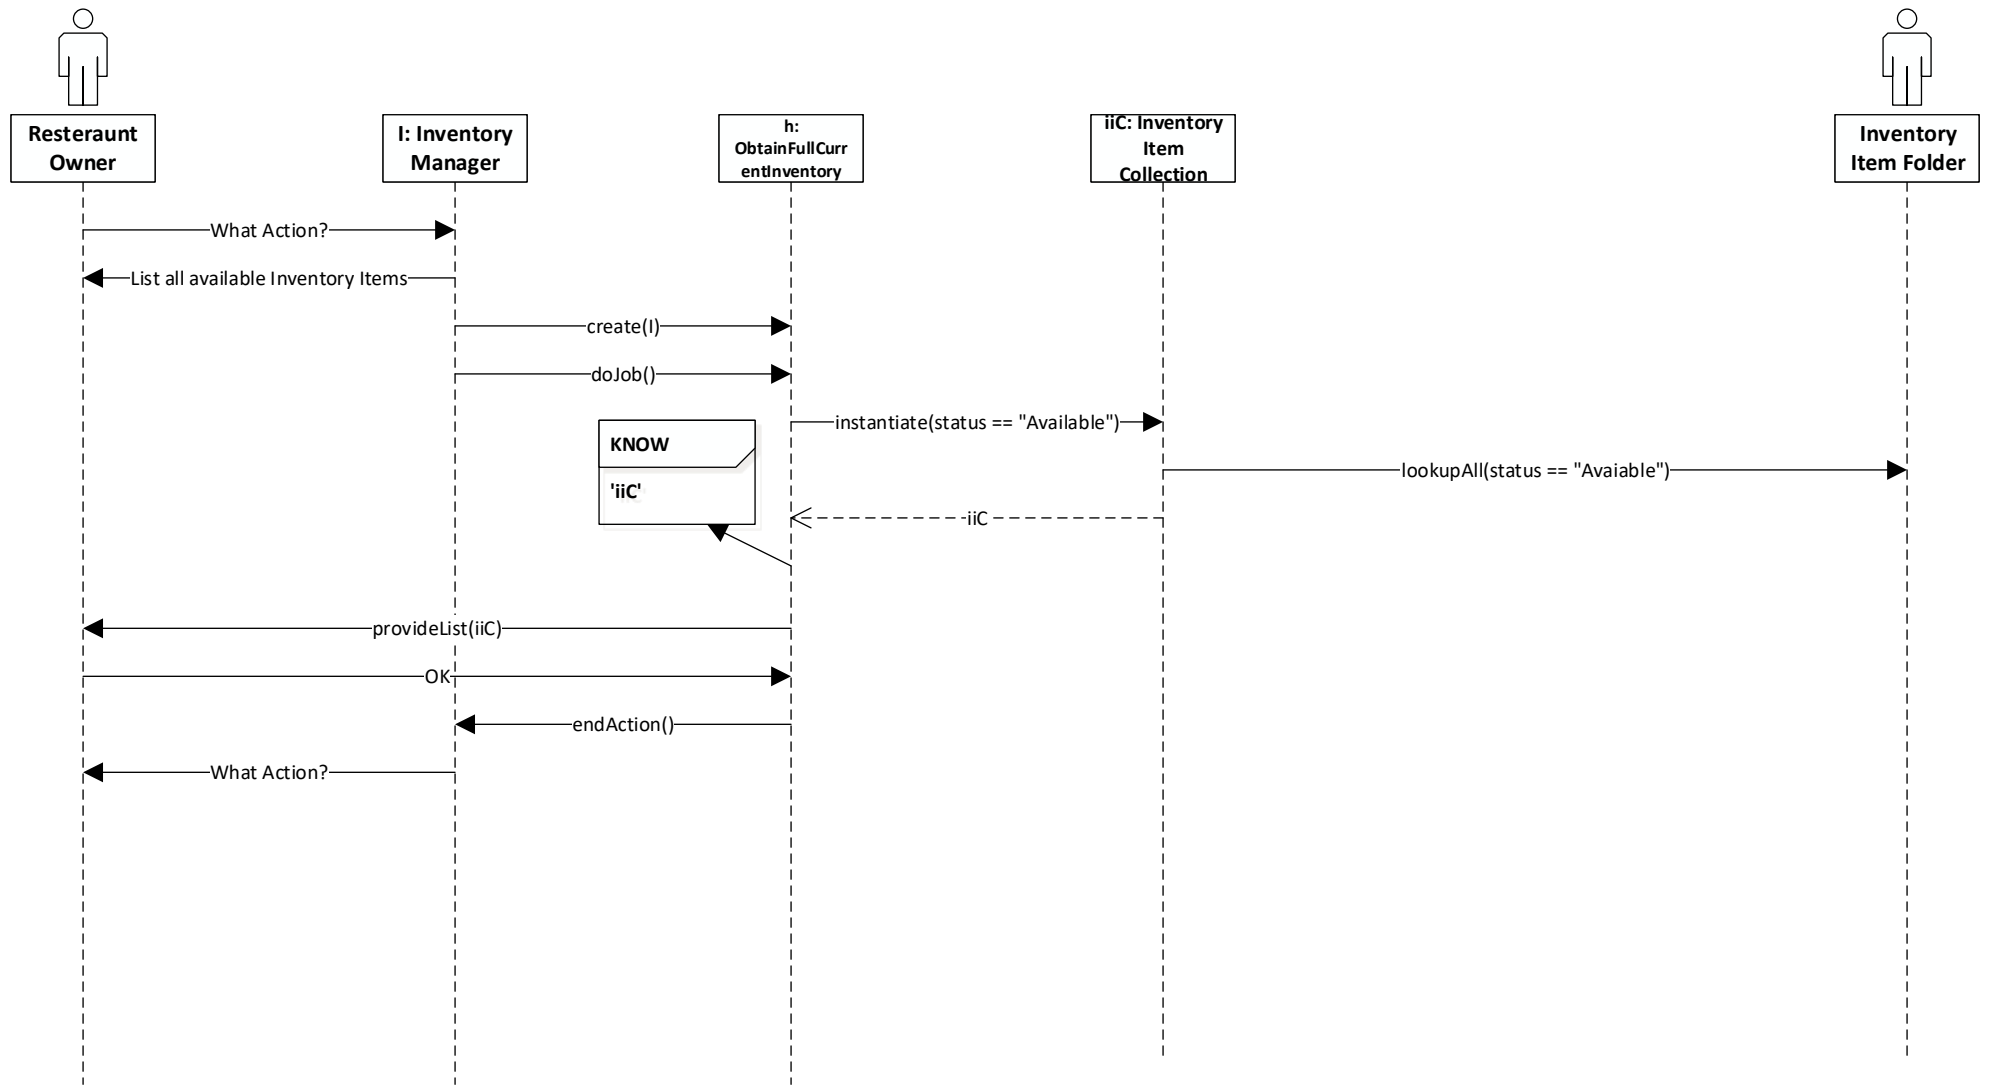 Resteraunt
Owner
I: Inventory
Manager
h:
ObtainFullCurr
entInventory
iiC: Inventory
Item
Collection
Inventory
Item Folder
What Action?
List all available Inventory Items
create(I)
doJob()
instantiate(status == "Available")
KNOW
lookupAll(status == "Avaiable")
'iiC'
iiC
provideList(iiC)
OK
endAction()
What Action?